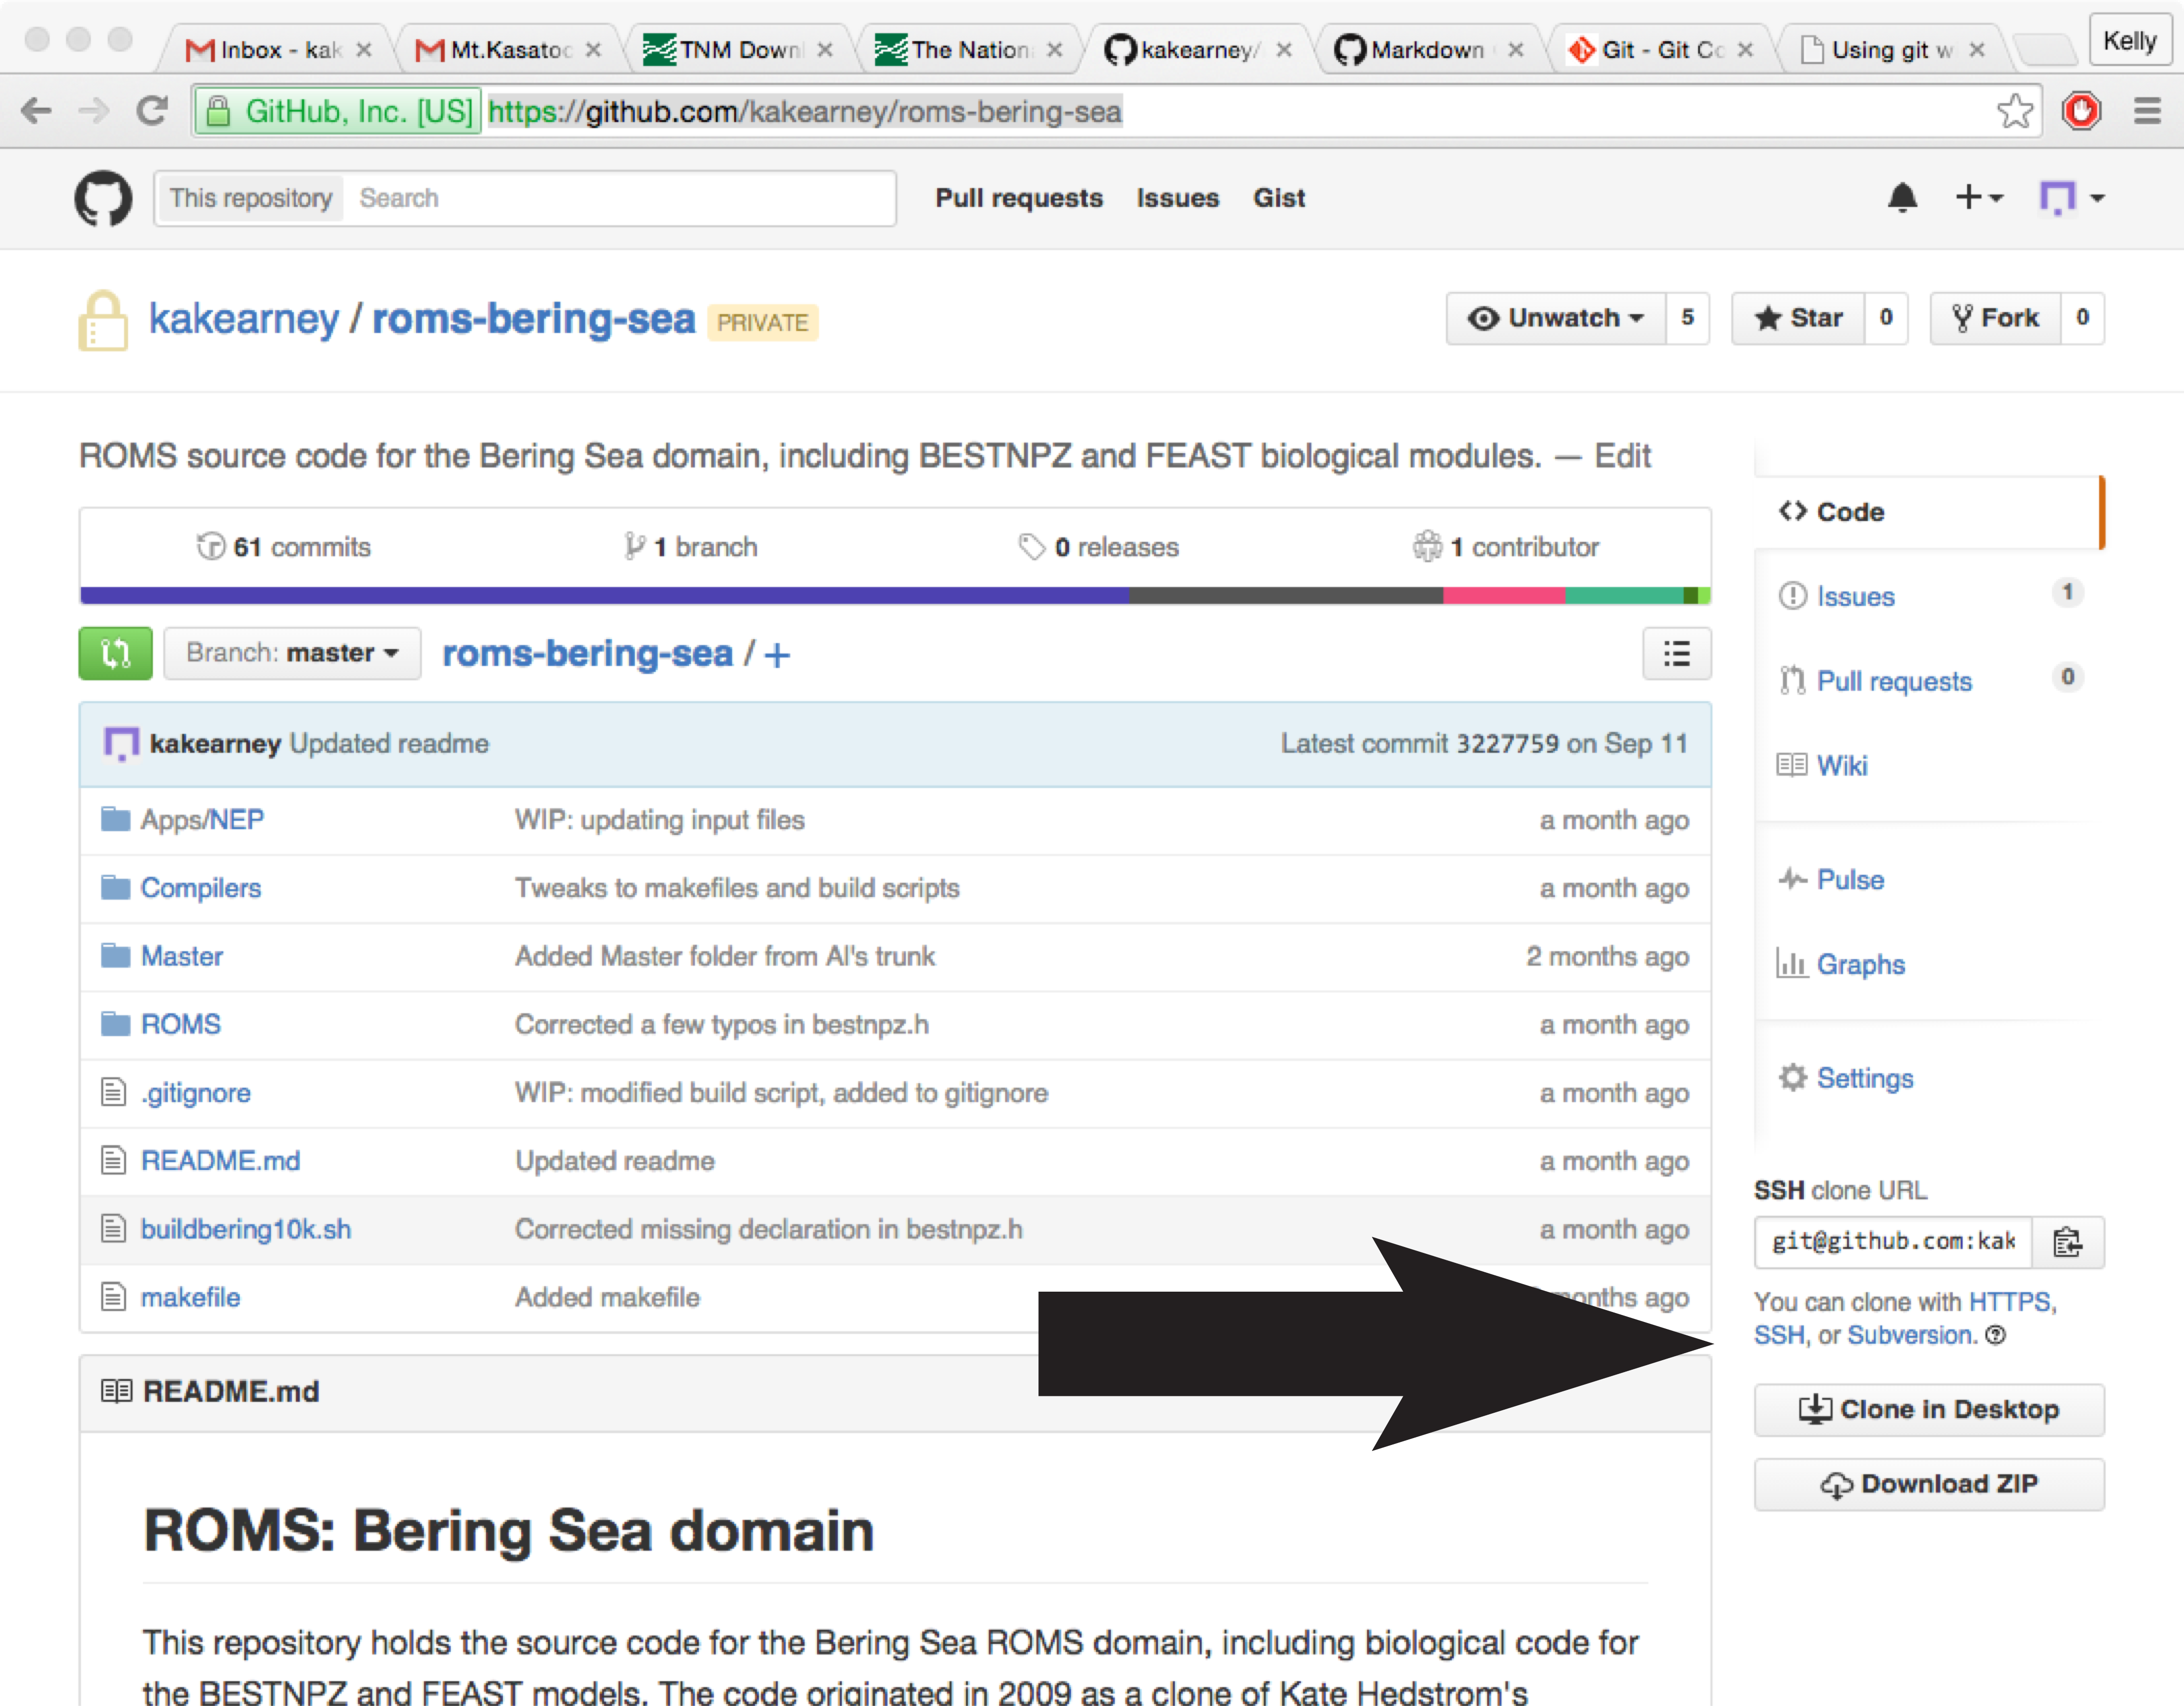 Inbox - kak
Mt.Kasatoc
TNM Down
The Nation
kakearney/
Markdown
Git - Git Co
Using git w
Kelly
GitHub, Inc. [US] https://github.com/kakearney/roms-bering-sea
This repository Search Pull requests Issues Gist
kakearney / roms-bering-sea PRIVATE
Unwatch 5 Star 0 Fork 0
ROMS source code for the Bering Sea domain, including BESTNPZ and FEAST biological modules. — Edit
61 commits 1 branch 0 releases 1 contributor
Branch: master roms-bering-sea / +
kakearney Updated readme Latest commit 3227759 on Sep 11
Apps/NEP WIP: updating input files a month ago
Compilers Tweaks to makefiles and build scripts a month ago
Master Added Master folder from Al's trunk 2 months ago
ROMS Corrected a few typos in bestnpz.h a month ago
.gitignore WIP: modified build script, added to gitignore a month ago
README.md Updated readme a month ago
buildbering10k.sh Corrected missing declaration in bestnpz.h a month ago
makefile Added makefile ago
README.md
ROMS: Bering Sea domain
This repository holds the source code for the Bering Sea ROMS domain, including biological code for
the BESTNPZ and FEAST models. The code originated in 2009 as a clone of Kate Hedstrom's
Code
Issues 1
Pull requests 0
Wiki
Pulse
Graphs
Settings
SSH clone URL
git@github.com:kak
You can clone with HTTPS,
SSH, or Subversion.
Clone in Desktop
Download ZIP